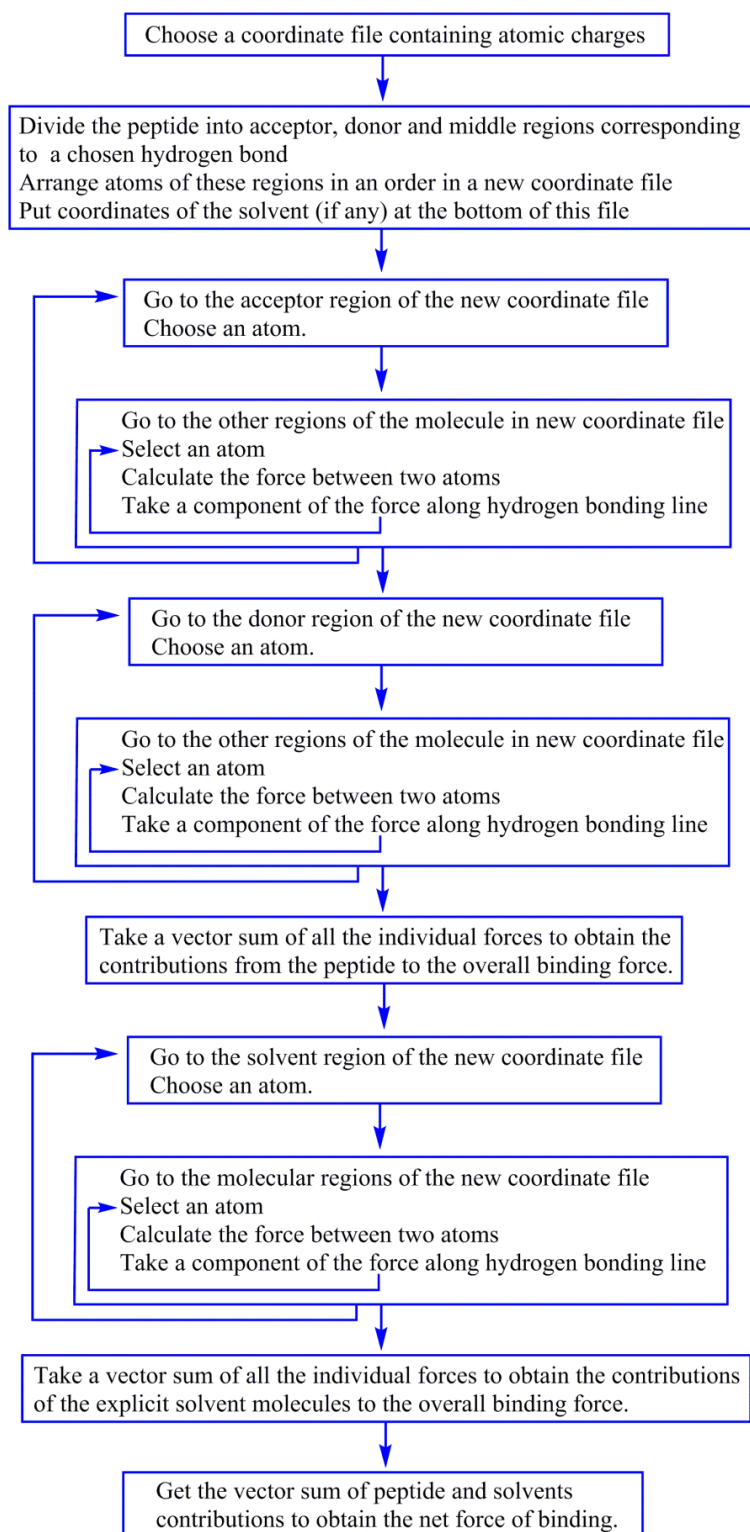 Choose a coordinate file containing atomic charges
Divide the peptide into acceptor, donor and middle regions corresponding
to a chosen hydrogen bond
Arrange atoms of these regions in an order in a new coordinate file
Put coordinates of the solvent (if any) at the bottom of this file
Go to the acceptor region of the new coordinate file
Choose an atom.
Go to the other regions of the molecule in new coordinate file
Select an atom
Calculate the force between two atoms
Take a component of the force along hydrogen bonding line
Go to the donor region of the new coordinate file
Choose an atom.
Go to the other regions of the molecule in new coordinate file
Select an atom
Calculate the force between two atoms
Take a component of the force along hydrogen bonding line
Take a vector sum of all the individual forces to obtain the
contributions from the peptide to the overall binding force.
Go to the solvent region of the new coordinate file
Choose an atom.
Go to the molecular regions of the new coordinate file
Select an atom
Calculate the force between two atoms
Take a component of the force along hydrogen bonding line
Take a vector sum of all the individual forces to obtain the contributions
of the explicit solvent molecules to the overall binding force.
Get the vector sum of peptide and solvents
contributions to obtain the net force of binding.